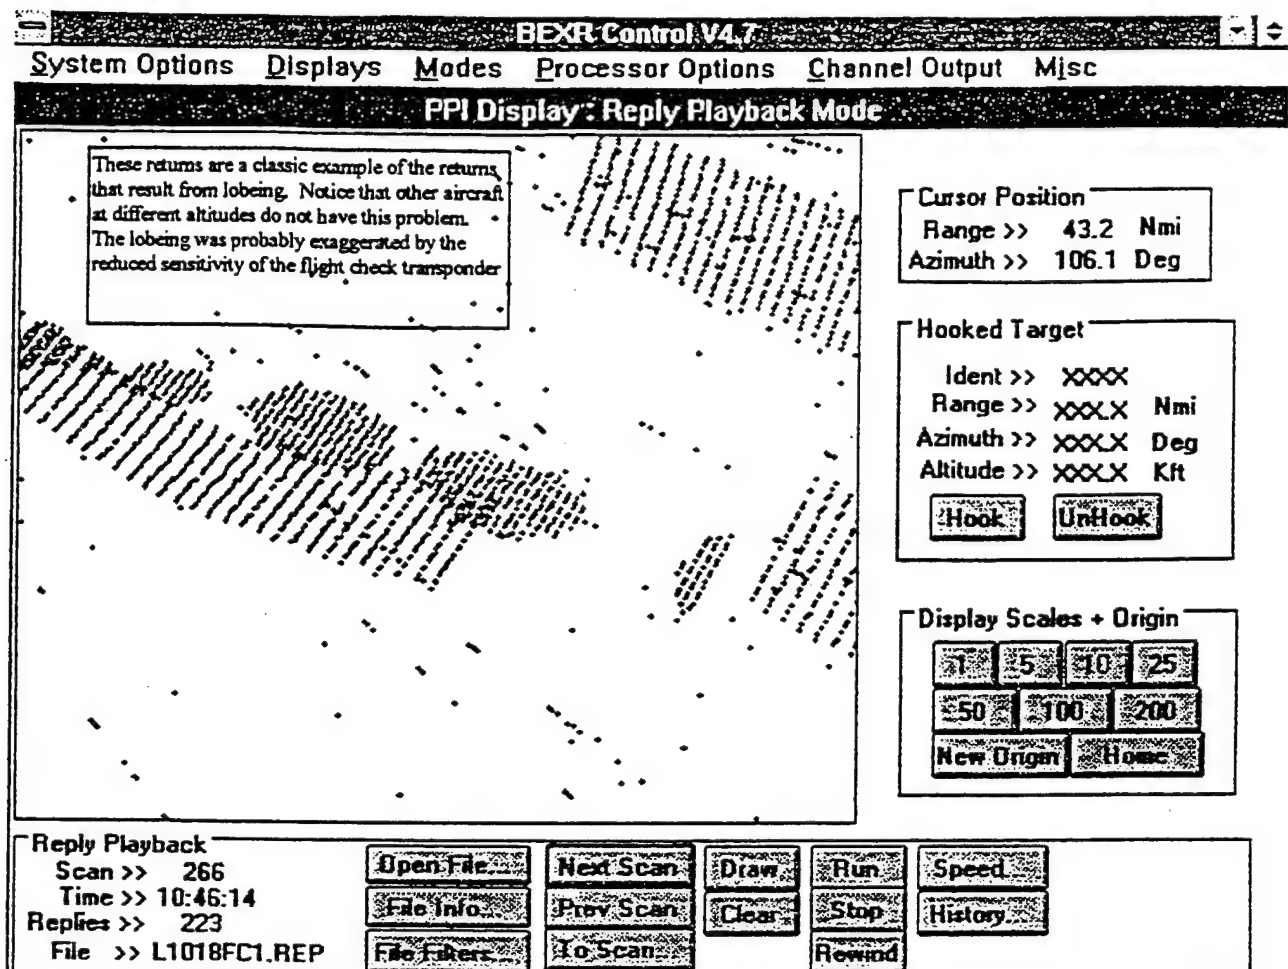 BEXR Control V4.7
System Options Displays Modes Processor Options Channel Output Misc
PPI Display : Reply Playback Mode
These returns are a classic example of the returns
that result from lobeing. Notice that other aircraft
at different altitudes do not have this problem.
The lobeing was probably exaggerated by the
reduced sensitivity of the flight check transponder
Cursor Position
Range >> 43.2 Nmi
Azimuth >> 106.1 Deg
Hooked Target
Ident >> XXXX
Range >> XXX.X Nmi
Azimuth >> XXX.X Deg
Altitude >> XXX.X Kft
Hook UnHook
Display Scales + Origin
1 5 10 25
50 100 200
New Origin Home
Reply Playback
Scan >> 266
Time >> 10:46:14
Replies >> 223
File >> L1018FC1.REP
Open File... Next Scan Draw Run Speed...
File Info... Prev Scan Clear Stop History...
File Filters... To Scan... Rewind